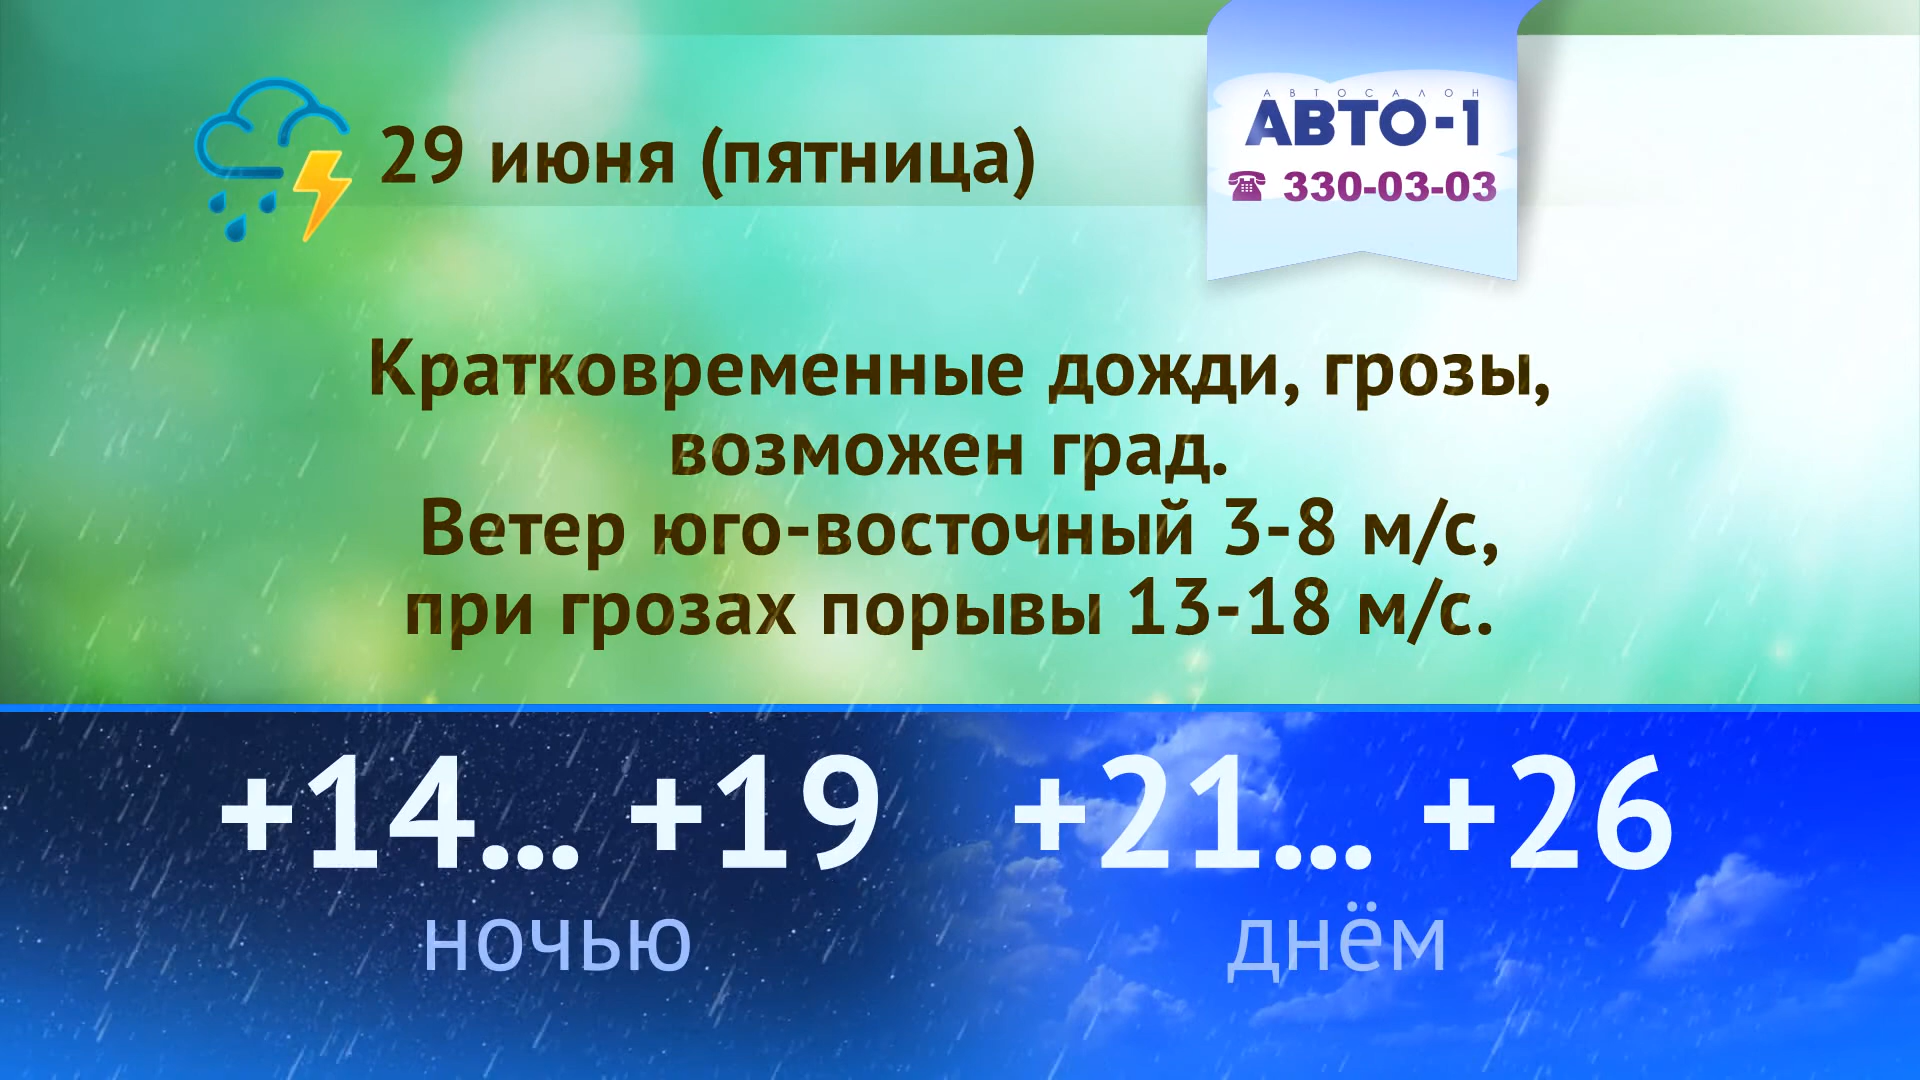 29 июня (пятница)
АВТОСАЛОН
АВТО-1
☎ 330-03-03
Кратковременные дожди, грозы,
возможен град.
Ветер юго-восточный 3-8 м/с,
при грозах порывы 13-18 м/с.
+14... +19
ночью
+21... +26
днём